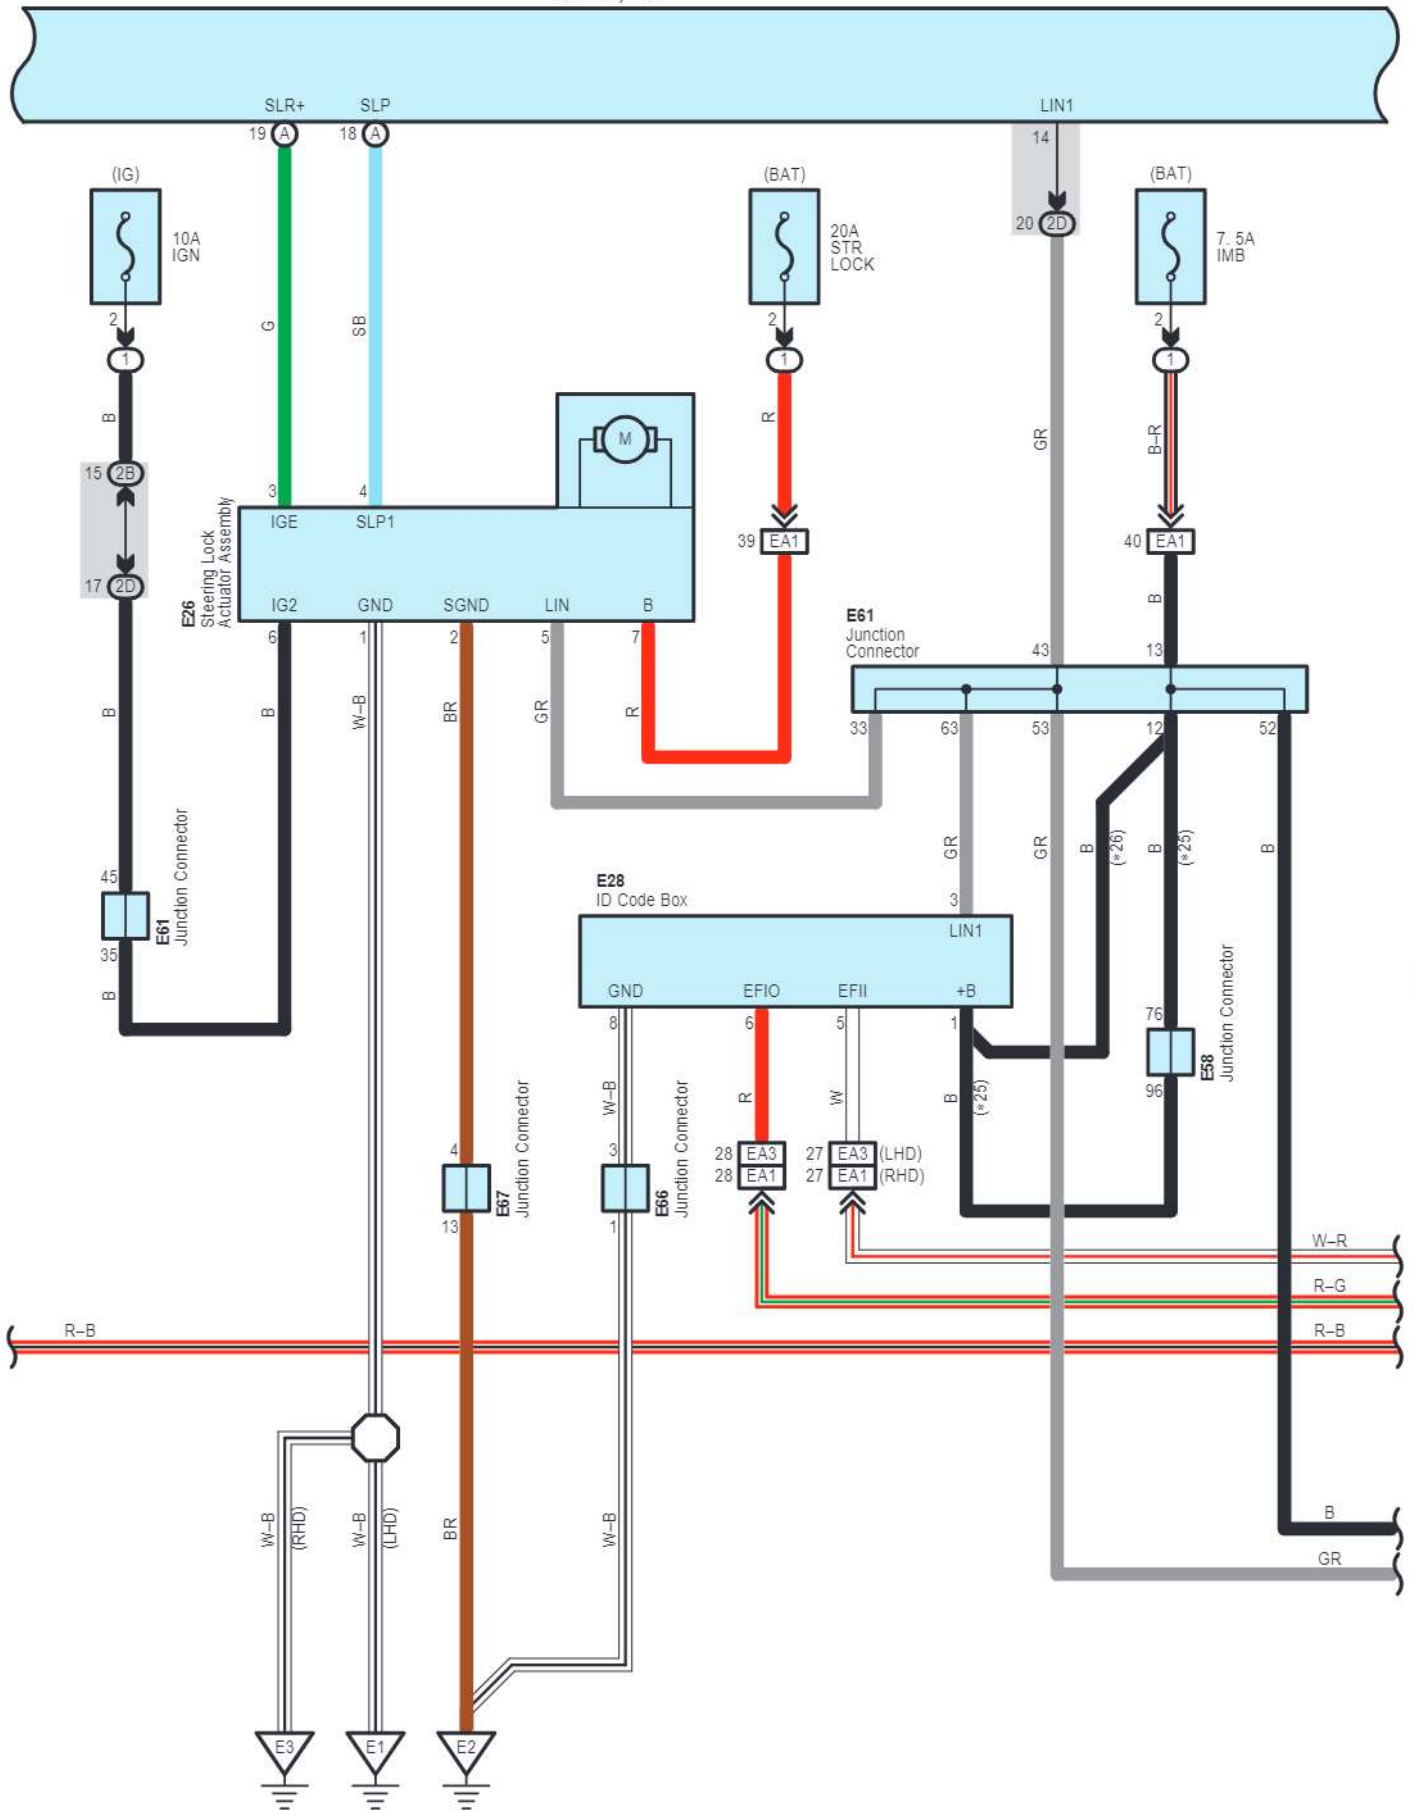 SLR+ SLP LIN1
19 A 18 A 14
(IG) (BAT) (BAT)
10A
IGN
20A
STR
LOCK
20 2D
7. 5A
IMB
2 2 2
1 1 1
G SB
B R GR B–R
15 2B
M
3 4
IGE SLP1
39 EA1 40 EA1
17 2D
E26
Steering Lock
Actuator Assembly
IG2 GND SGND LIN B
6 1 2 5 7
B
E61
Junction
Connector
43 13
B B W–B BR GR R
33 63 53 12 52
GR GR B (*26) B (*25) B
45
E61
Junction Connector
35
B
E28
ID Code Box
3
LIN1
GND EFIO EFII +B
8 6 5 1
76
E58
Junction Connector
96
W–B R W B (*25)
4
E67
Junction Connector
13
3
E66
Junction Connector
1
28 EA3 27 EA3 (LHD)
28 EA1 27 EA1 (RHD)
W–R
R–G
R–B R–B
W–B (RHD) W–B (LHD) BR W–B
B
GR
E3 E1 E2